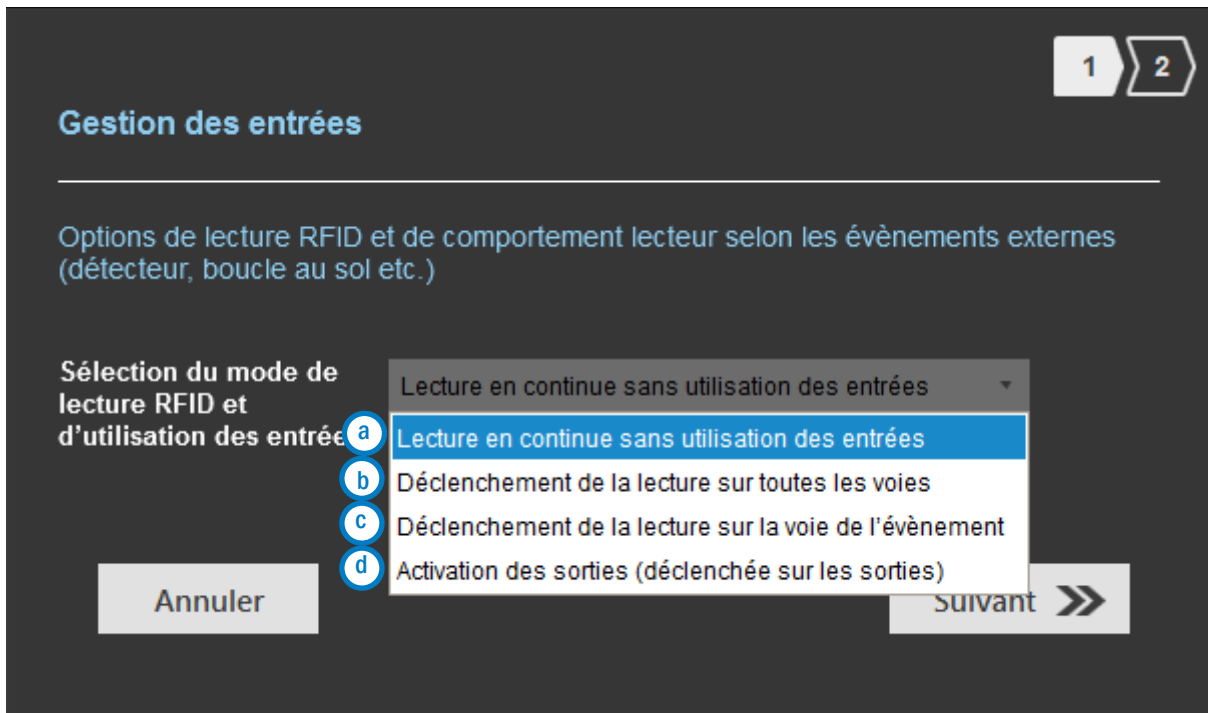 1 2
Gestion des entrées
Options de lecture RFID et de comportement lecteur selon les évènements externes
(détecteur, boucle au sol etc.)
Sélection du mode de
lecture RFID et
d'utilisation des entrée
Lecture en continue sans utilisation des entrées
a Lecture en continue sans utilisation des entrées
b Déclenchement de la lecture sur toutes les voies
c Déclenchement de la lecture sur la voie de l'évènement
d Activation des sorties (déclenchée sur les sorties)
Annuler
Suivant